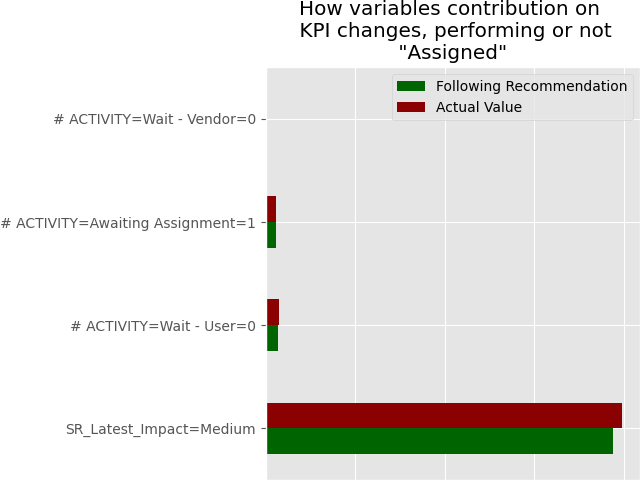 How variables contribution on
KPI changes, performing or not
"Assigned"
Following Recommendation
Actual Value
# ACTIVITY=Wait - Vendor=0
# ACTIVITY=Awaiting Assignment=1
# ACTIVITY=Wait - User=0
SR_Latest_Impact=Medium